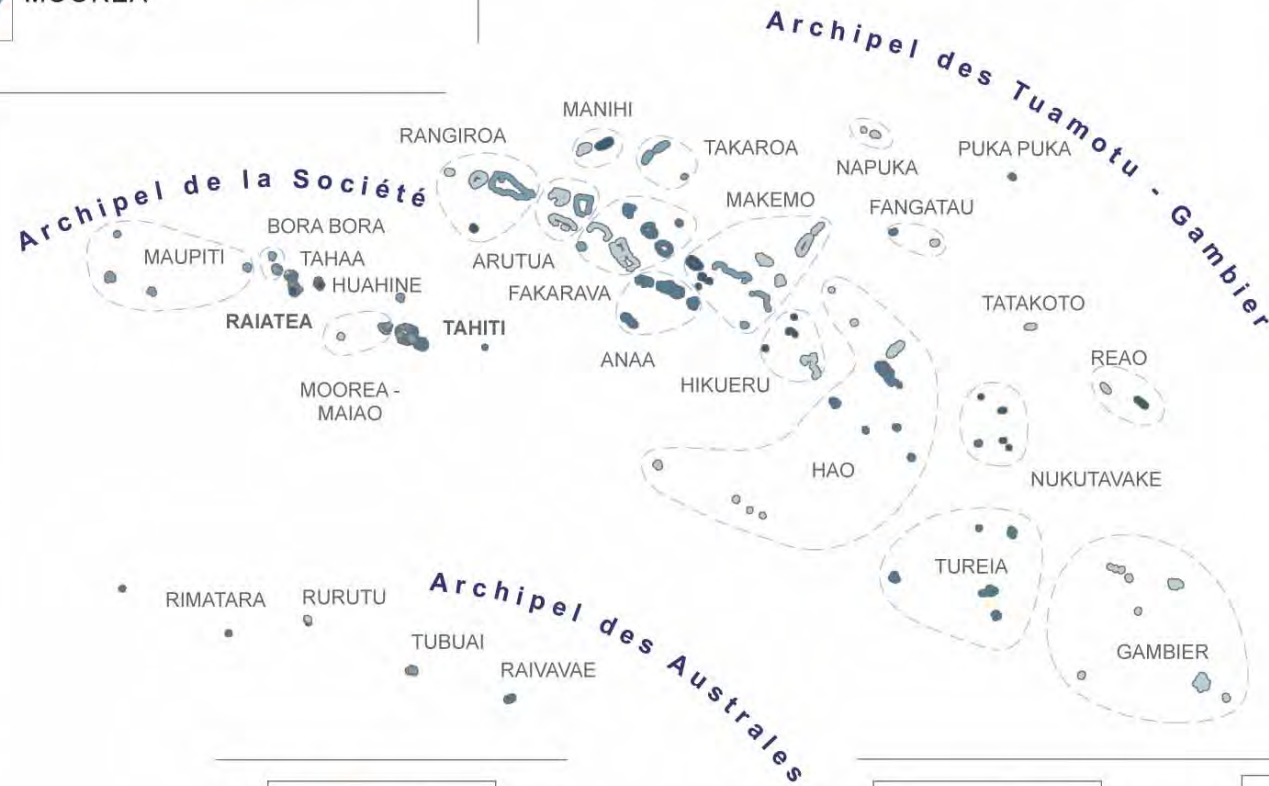 MOOREA
Archipel des Tuamotu - Gambier
MANIHI
RANGIROA
TAKAROA
NAPUKA
PUKA PUKA
Archipel de la Société
MAKEMO
FANGATAU
BORA BORA
MAUPITI
TAHAA
ARUTUA
HUAHINE
FAKARAVA
TATAKOTO
RAIATEA
TAHITI
REAO
ANAA
HIKUERU
MOOREA -
MAIAO
HAO
NUKUTAVAKE
TUREIA
Archipel des Australes
RIMATARA
RURUTU
TUBUAI
GAMBIER
RAIVAVAE